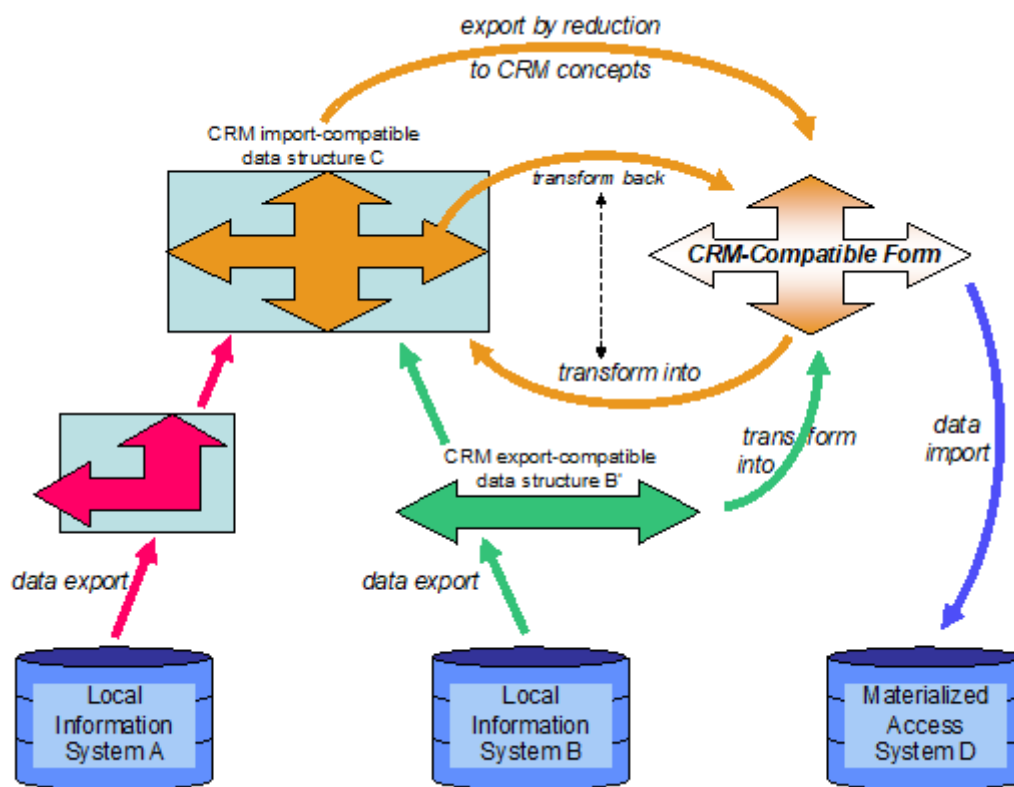 export by reduction
to CRM concepts
CRM import-compatible
data structure C
transform back
CRM-Compatible Form
transform into
CRM export-compatible
data structure B'
transform
into
data
import
data export
data export
Local
Information
System A
Local
Information
System B
Materialized
Access
System D